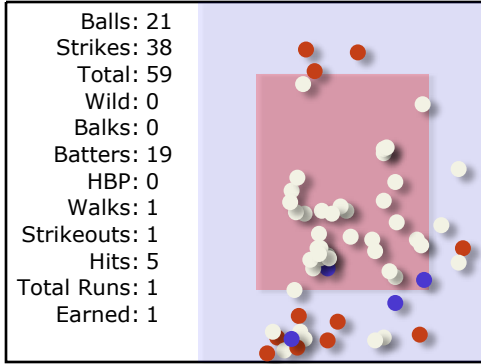 Balls: 21
Strikes: 38
Total: 59
Wild: 0
Balks: 0
Batters: 19
HBP: 0
Walks: 1
Strikeouts: 1
Hits: 5
Total Runs: 1
Earned: 1